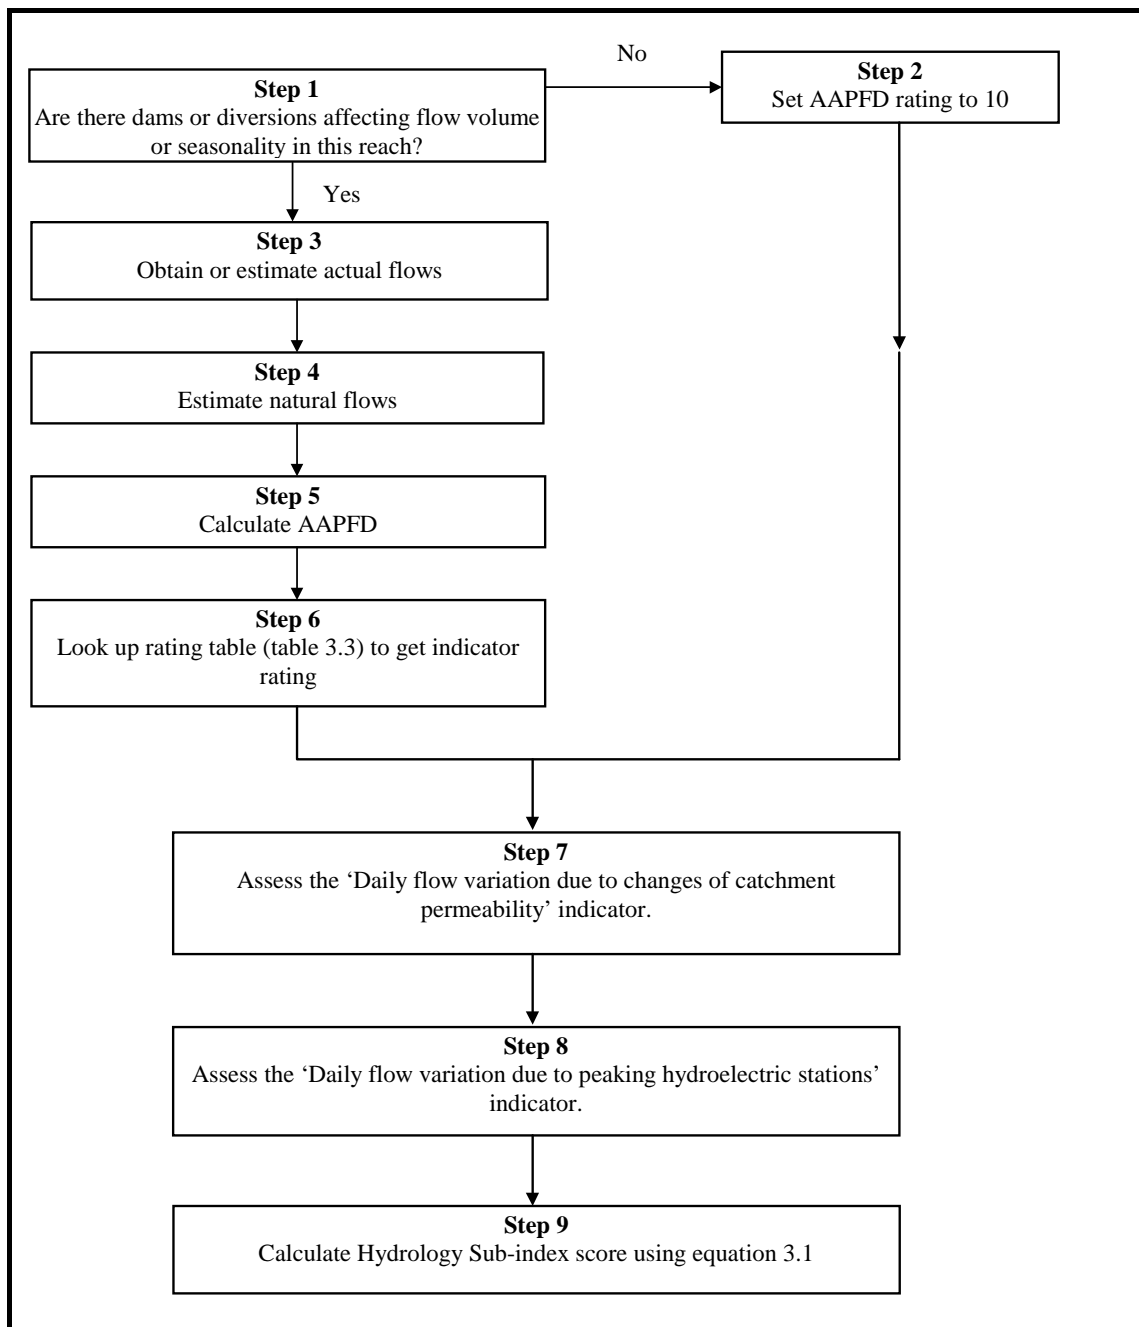 No
Step 1
Are there dams or diversions affecting flow volume
or seasonality in this reach?
Step 2
Set AAPFD rating to 10
Yes
Step 3
Obtain or estimate actual flows
Step 4
Estimate natural flows
Step 5
Calculate AAPFD
Step 6
Look up rating table (table 3.3) to get indicator
rating
Step 7
Assess the ‘Daily flow variation due to changes of catchment
permeability’ indicator.
Step 8
Assess the ‘Daily flow variation due to peaking hydroelectric stations’
indicator.
Step 9
Calculate Hydrology Sub-index score using equation 3.1